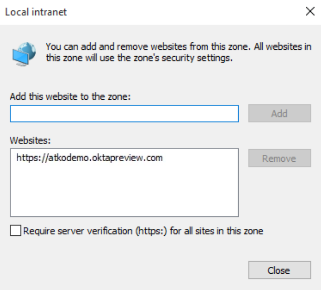 Local intranet
You can add and remove websites from this zone. All websites in
this zone will use the zone's security settings.
Add this website to the zone:
Add
Websites:
https://atkodemo.oktapreview.com
Remove
Require server verification (https:) for all sites in this zone
Close